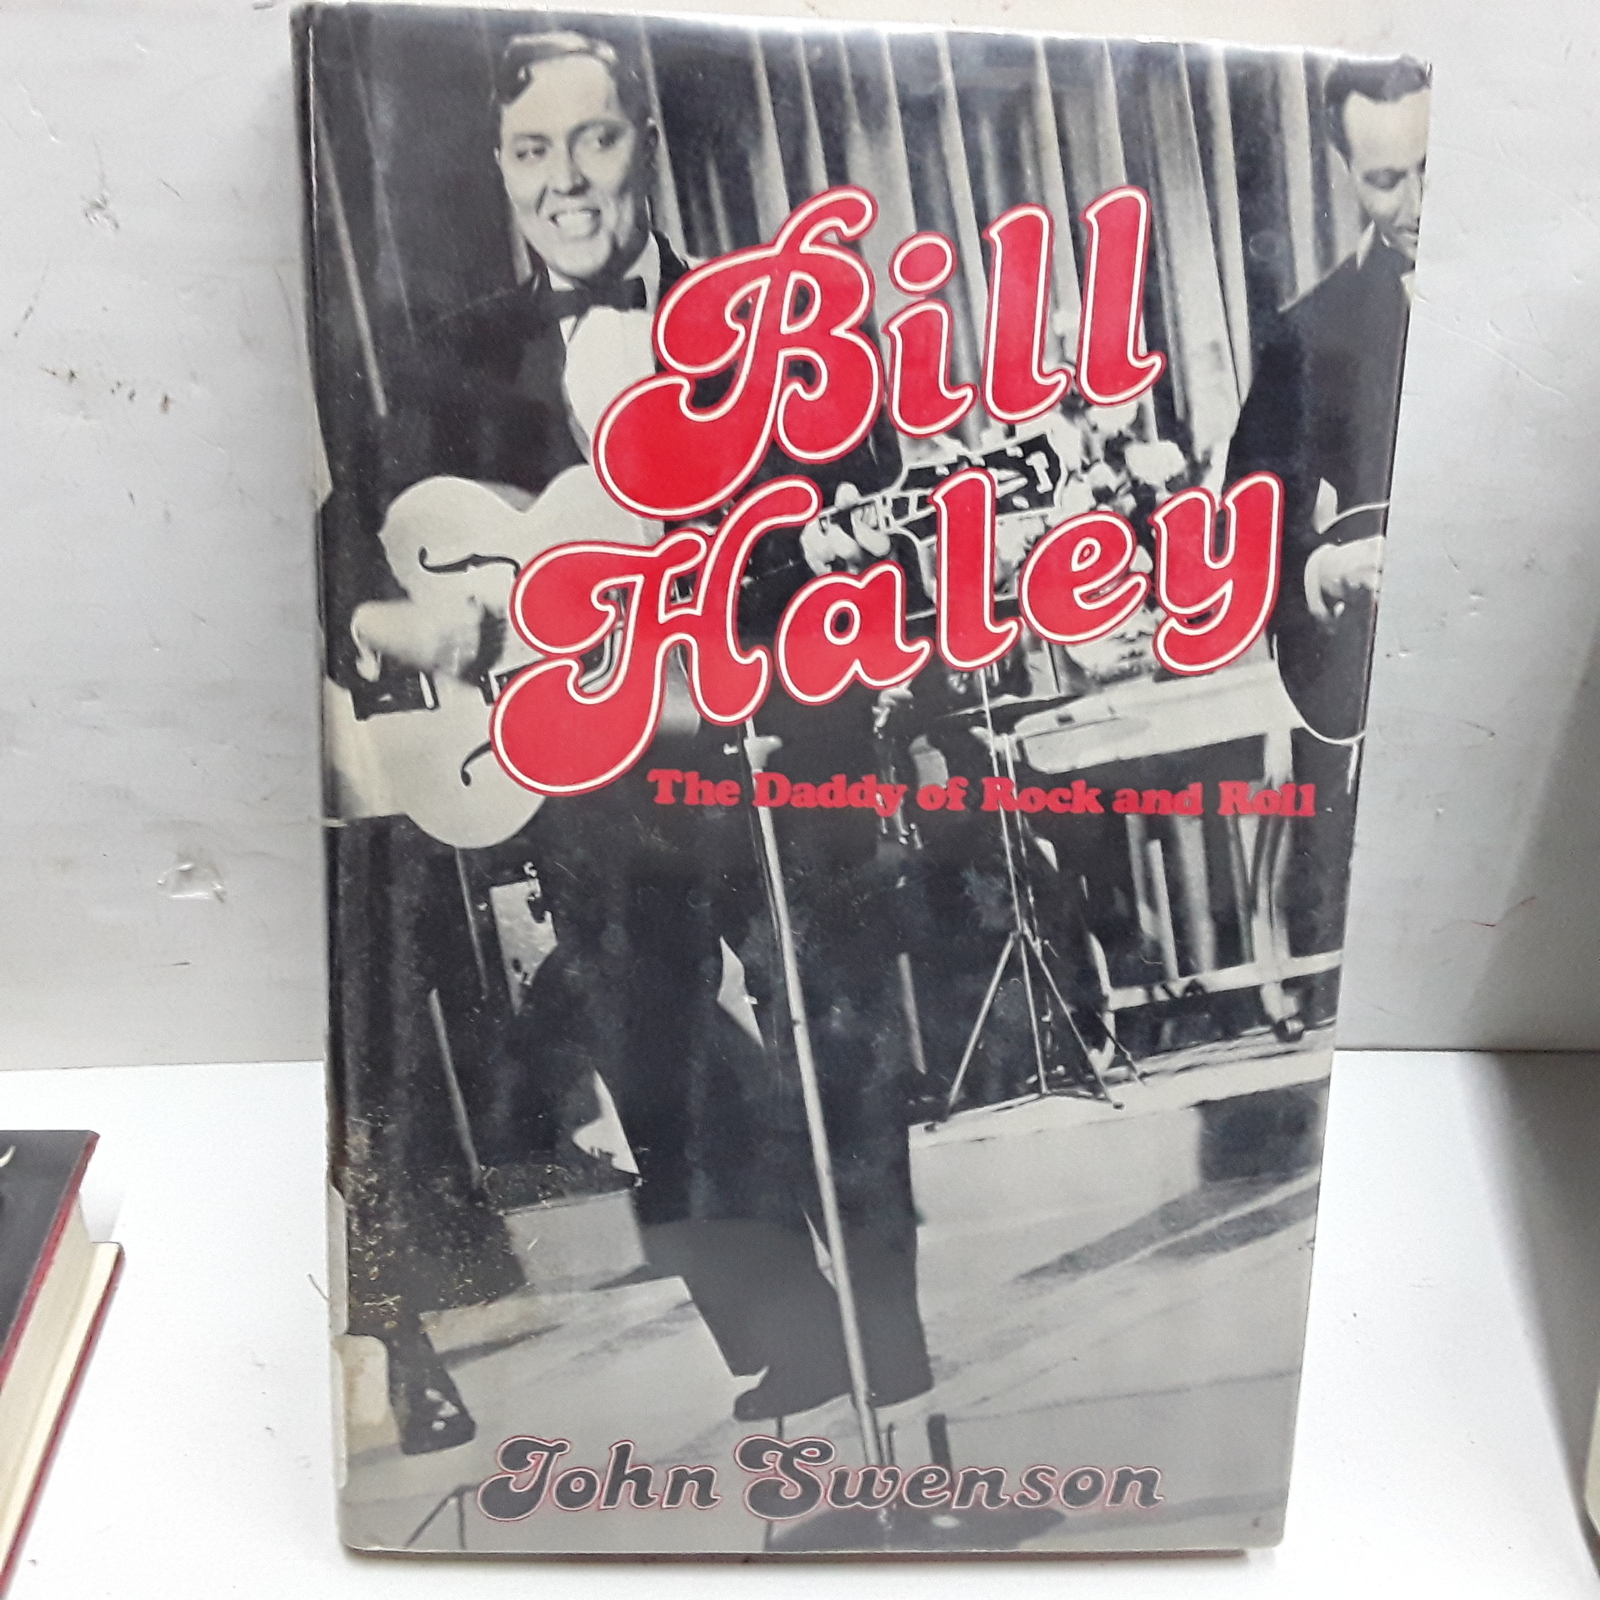 Bill
Haley
The Daddy of Rock and Roll
John Swenson